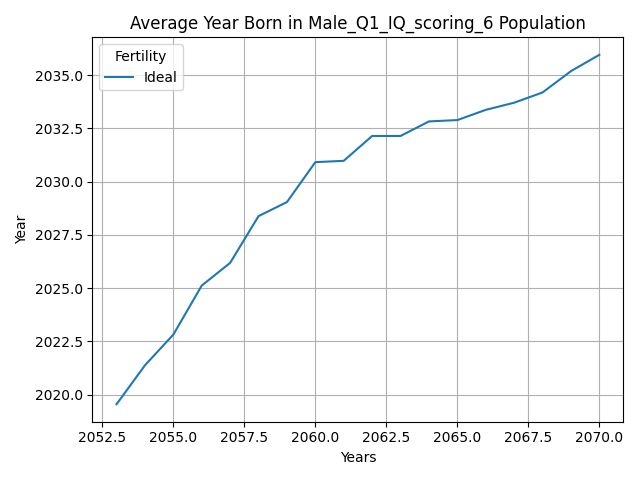 Average Year Born in Male_Q1_IQ_scoring_6 Population
Fertility
Ideal
2035.0
2032.5
2030.0
2027.5
2025.0
2022.5
2020.0
Year
2052.5 2055.0 2057.5 2060.0 2062.5 2065.0 2067.5 2070.0
Years